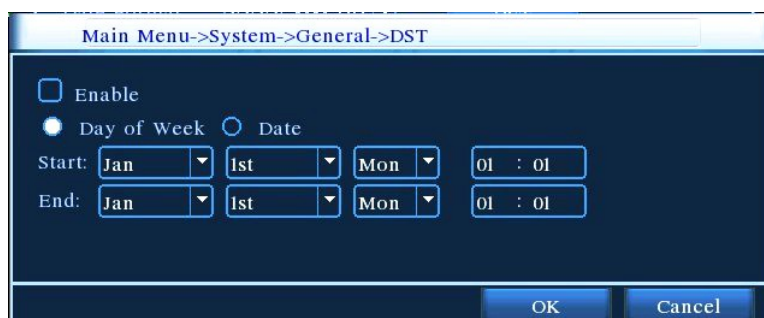 Main Menu->System->General->DST
Enable
Day of Week Date
Start: Jan 1st Mon 01 : 01
End: Jan 1st Mon 01 : 01
OK Cancel